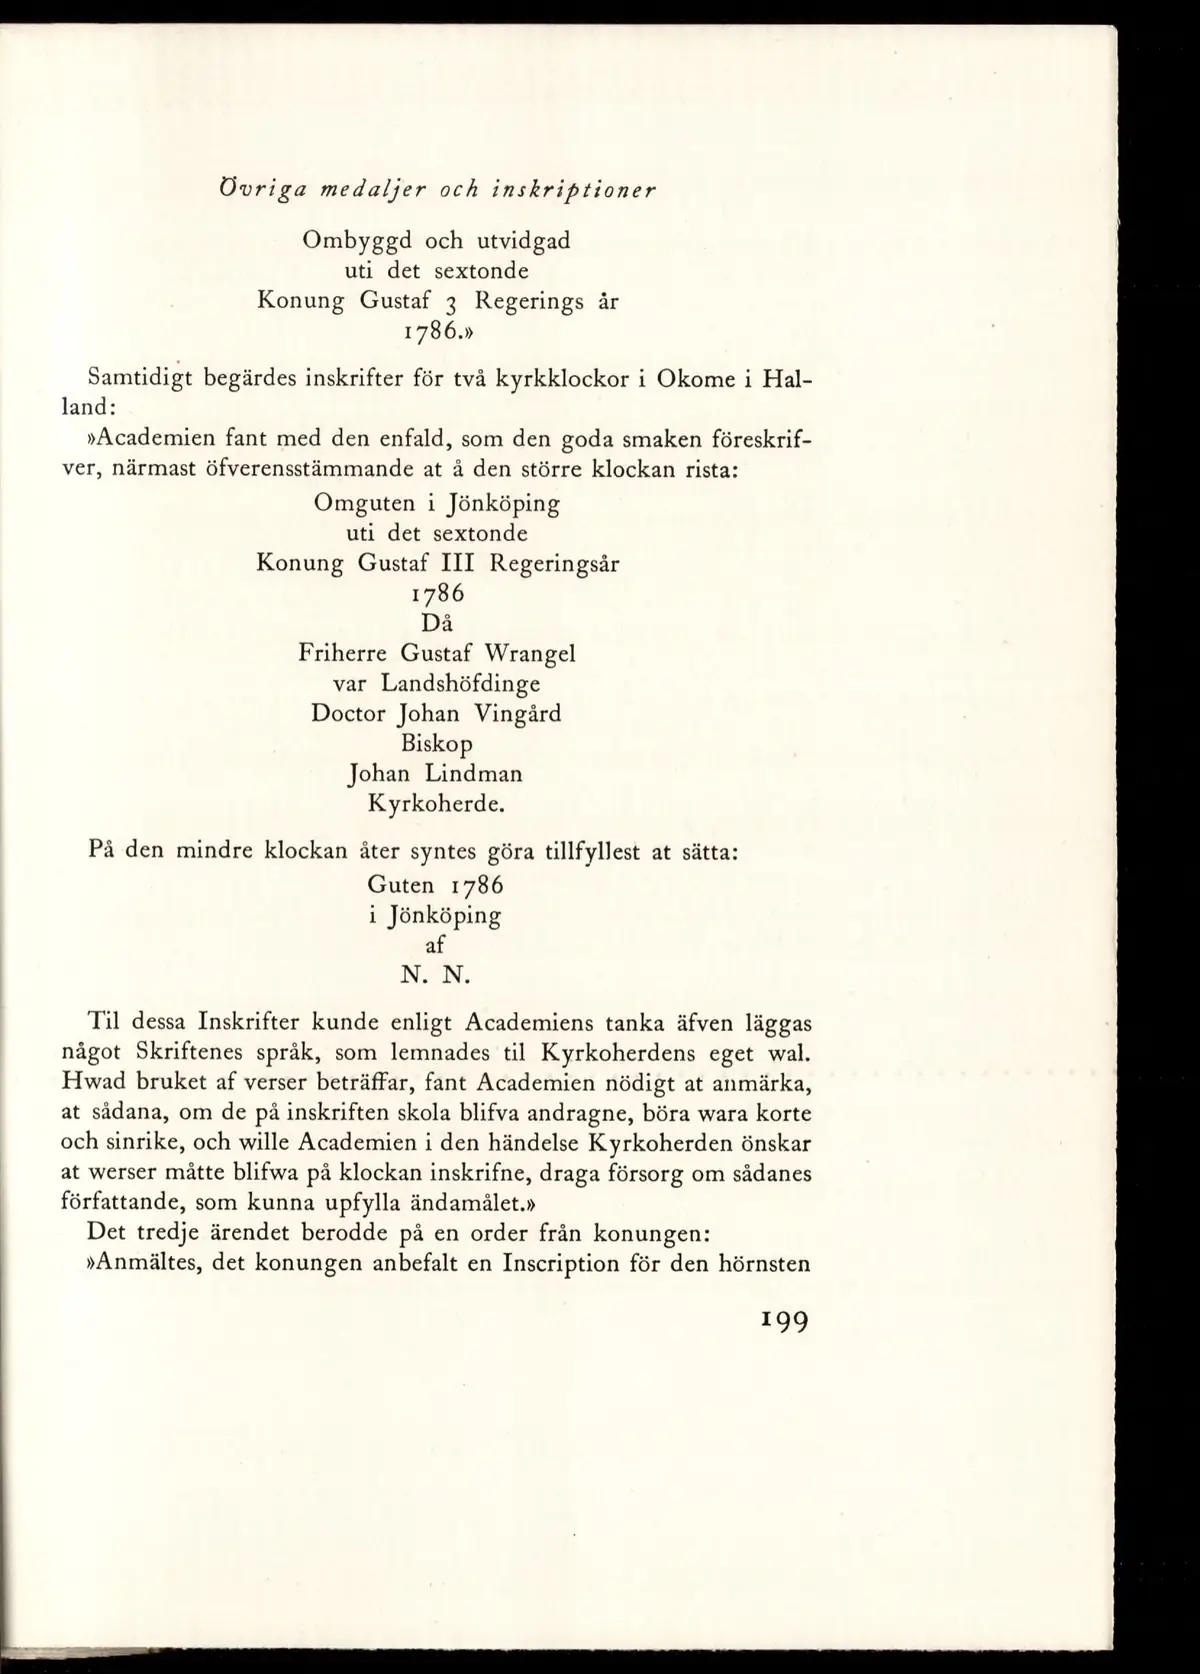 Övriga medaljer och inskriptioner
Ombyggd och utvidgad
uti det sextonde
Konung Gustaf 3 Regerings år
1786.»
Samtidigt begärdes inskrifter för två kyrkklockor i Okome i Hal-
land:
»Academien fant med den enfald, som den goda smaken föreskrif-
ver, närmast öfverensstämmande at å den större klockan rista:
Omguten i Jönköping
uti det sextonde
Konung Gustaf III Regeringsår
1786
Då
Friherre Gustaf Wrangel
var Landshöfdinge
Doctor Johan Vingård
Biskop
Johan Lindman
Kyrkoherde.
På den mindre klockan åter syntes göra tillfyllest at sätta:
Guten 1786
i Jönköping
af
N. N.
Til dessa Inskrifter kunde enligt Academiens tanka äfven läggas
något Skriftenes språk, som lemnades til Kyrkoherdens eget wal.
Hwad bruket af verser beträffar, fant Academien nödigt at anmärka,
at sådana, om de på inskriften skola blifva andragne, böra wara korte
och sinrike, och wille Academien i den händelse Kyrkoherden önskar
at werser måtte blifwa på klockan inskrifne, draga försorg om sådanes
författande, som kunna upfylla ändamålet.»
Det tredje ärendet berodde på en order från konungen:
»Anmältes, det konungen anbefalt en Inscription för den hörnsten
199